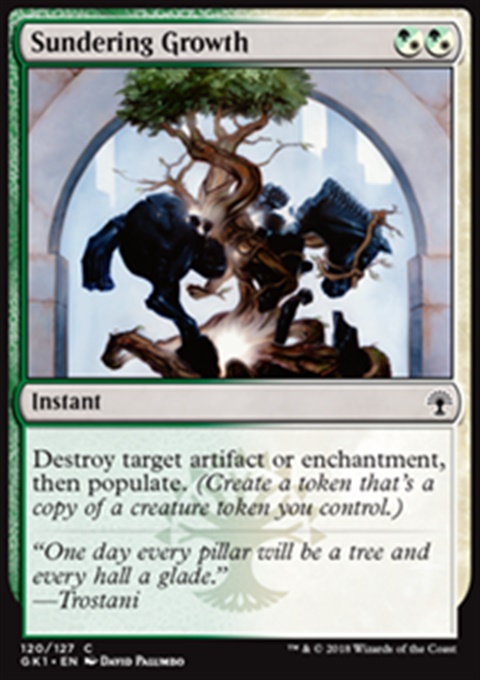 Sundering Growth
Instant
Destroy target artifact or enchantment,
then populate. (Create a token that's a
copy of a creature token you control.)
“One day every pillar will be a tree and
every hall a glade.”
—Trostani
120/127 C
GK1 • EN DAVID PALUMBO
™ & © 2018 Wizards of the Coast